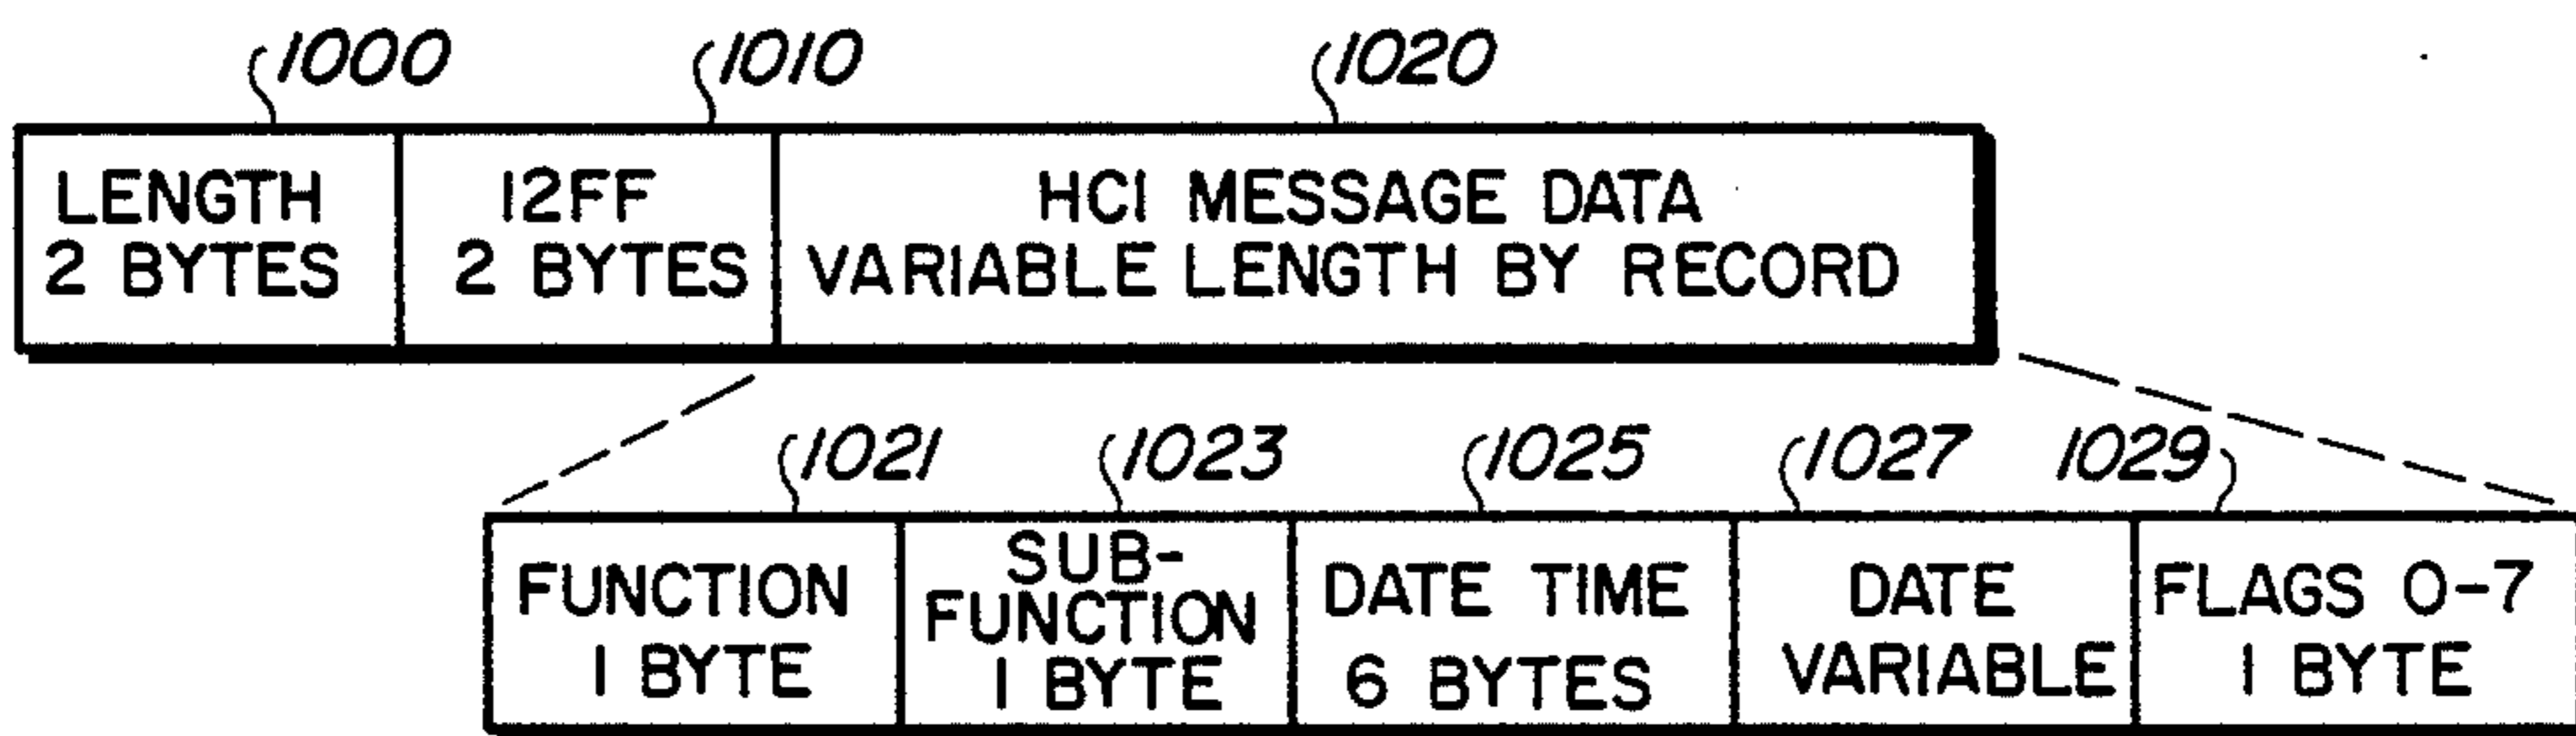 1000 1010 1020
LENGTH 12FF HCI MESSAGE DATA
2 BYTES 2 BYTES VARIABLE LENGTH BY RECORD
1021 1023 1025 1027 1029
SUB-
FUNCTION FUNCTION DATE TIME DATE FLAGS 0-7
1 BYTE 1 BYTE 6 BYTES VARIABLE 1 BYTE